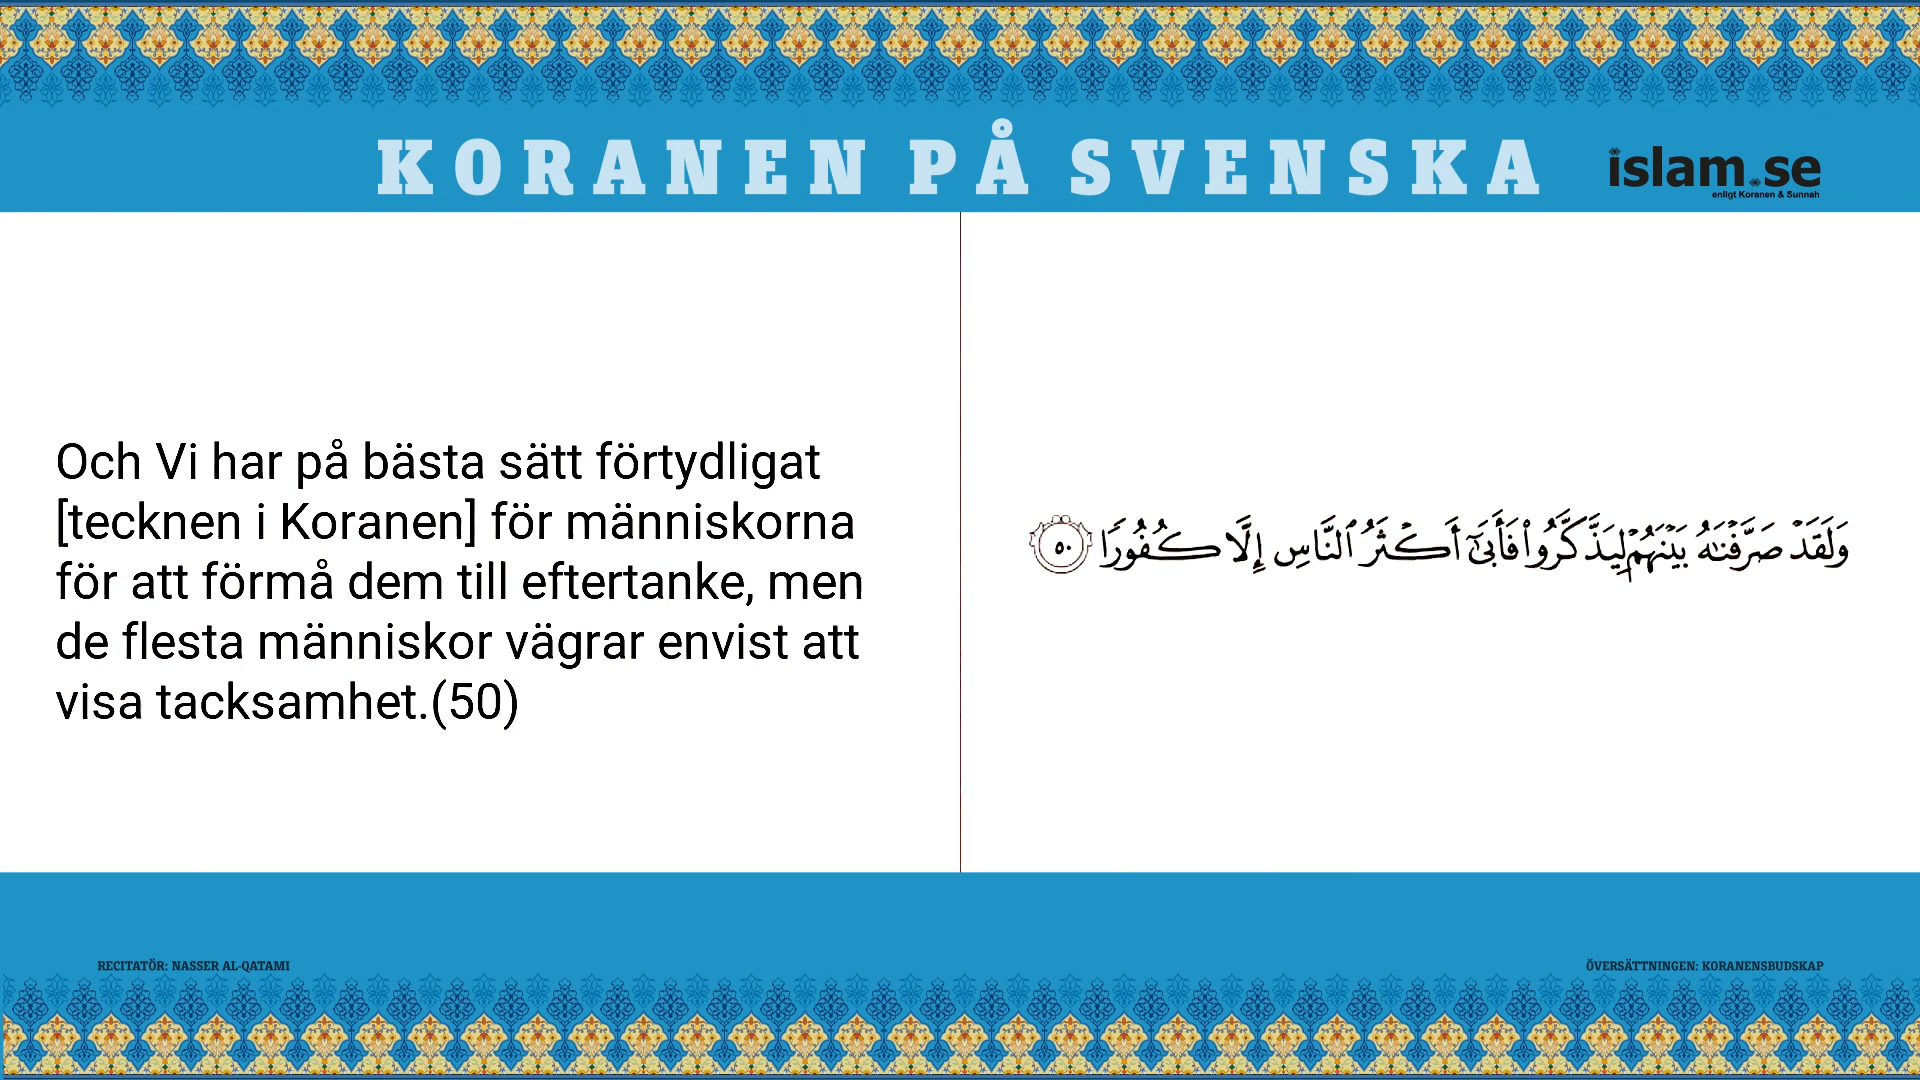 KORANEN PÅ SVENSKA
islam.se
enligt Koranen & Sunnah
Och Vi har på bästa sätt förtydligat
[tecknen i Koranen] för människorna
för att förmå dem till eftertanke, men
de flesta människor vägrar envist att
visa tacksamhet.(50)
وَلَقَدْ صَرَّفْنَٰهُ بَيْنَهُمْ لِيَذَّكَّرُوا۟ فَأَبَىٰٓ أَكْثَرُ ٱلنَّاسِ إِلَّا كُفُورًا ٥٠
RECITATÖR: NASSER AL-QATAMI
ÖVERSÄTTNINGEN: KORANENSBUDSKAP